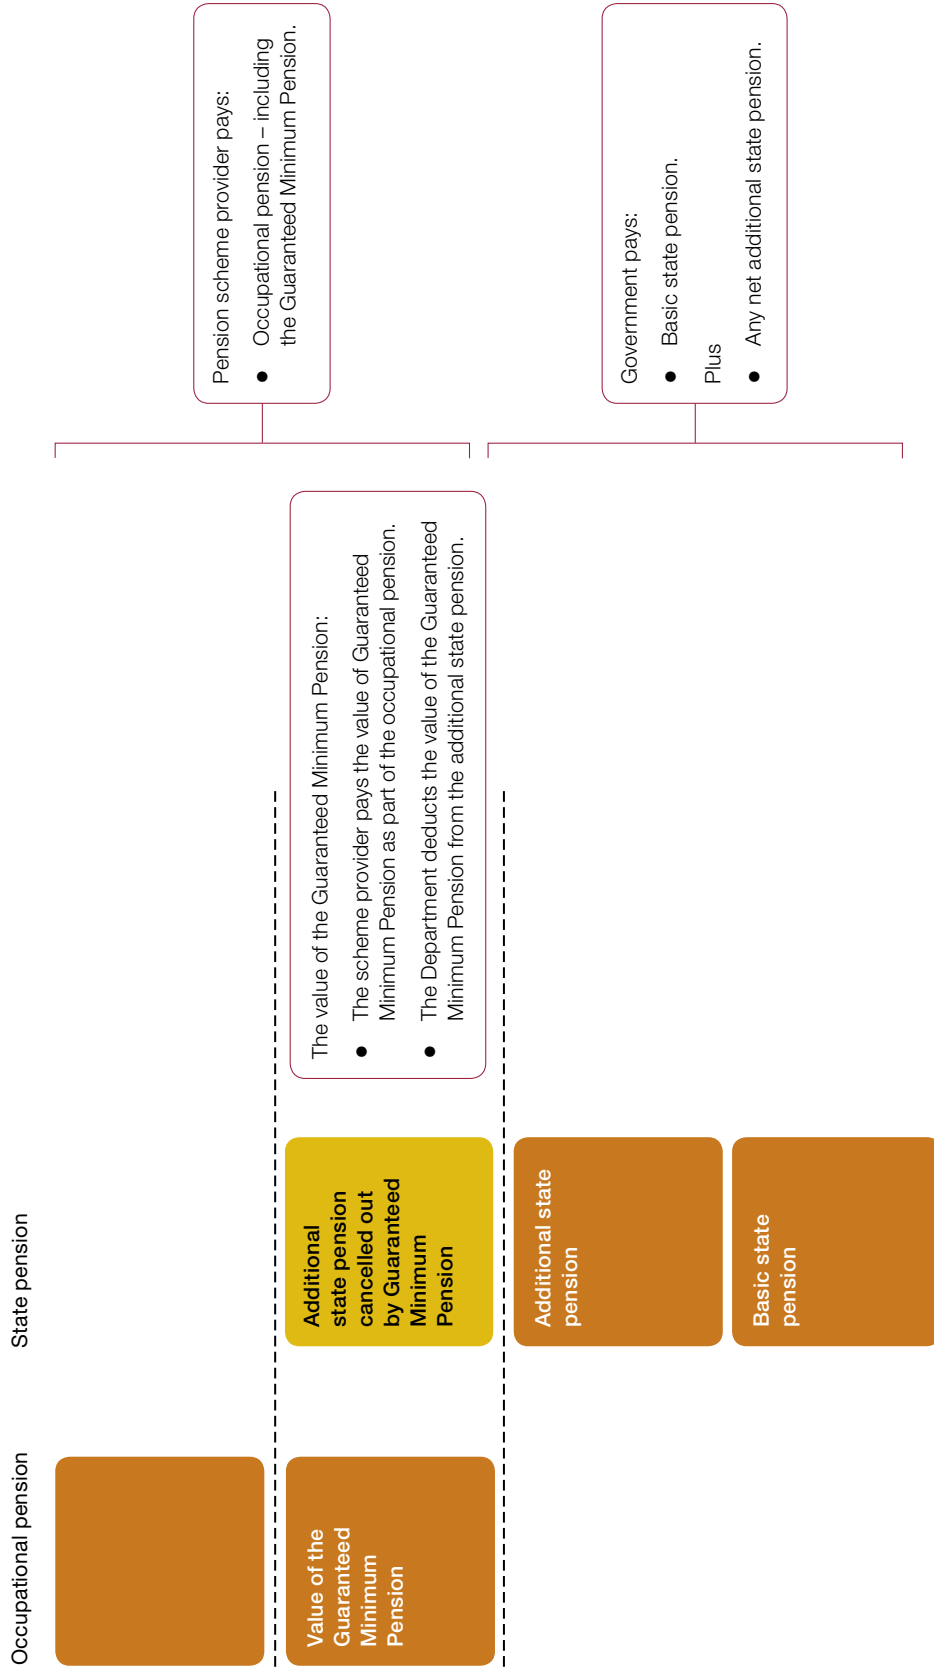 Occupational pension
State pension
Value of the
Guaranteed
Minimum
Pension
Additional
state pension
cancelled out
by Guaranteed
Minimum
Pension
Additional state
pension
Basic state
pension
The value of the Guaranteed Minimum Pension:
● The scheme provider pays the value of Guaranteed
Minimum Pension as part of the occupational pension.
● The Department deducts the value of the Guaranteed
Minimum Pension from the additional state pension.
Pension scheme provider pays:
● Occupational pension – including
the Guaranteed Minimum Pension.
Government pays:
● Basic state pension.
Plus
● Any net additional state pension.